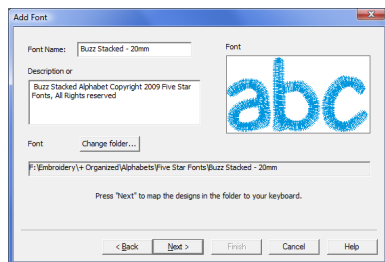 Add Font
Font Name: Buzz Stacked - 20mm
Font
Description or
Buzz Stacked Alphabet Copyright 2009 Five Star
Fonts, All Rights reserved
abc
Font Change folder...
F:\Embroidery\+ Organized\Alphabets\Five Star Fonts\Buzz Stacked - 20mm
Press "Next" to map the designs in the folder to your keyboard.
< Back Next > Finish Cancel Help